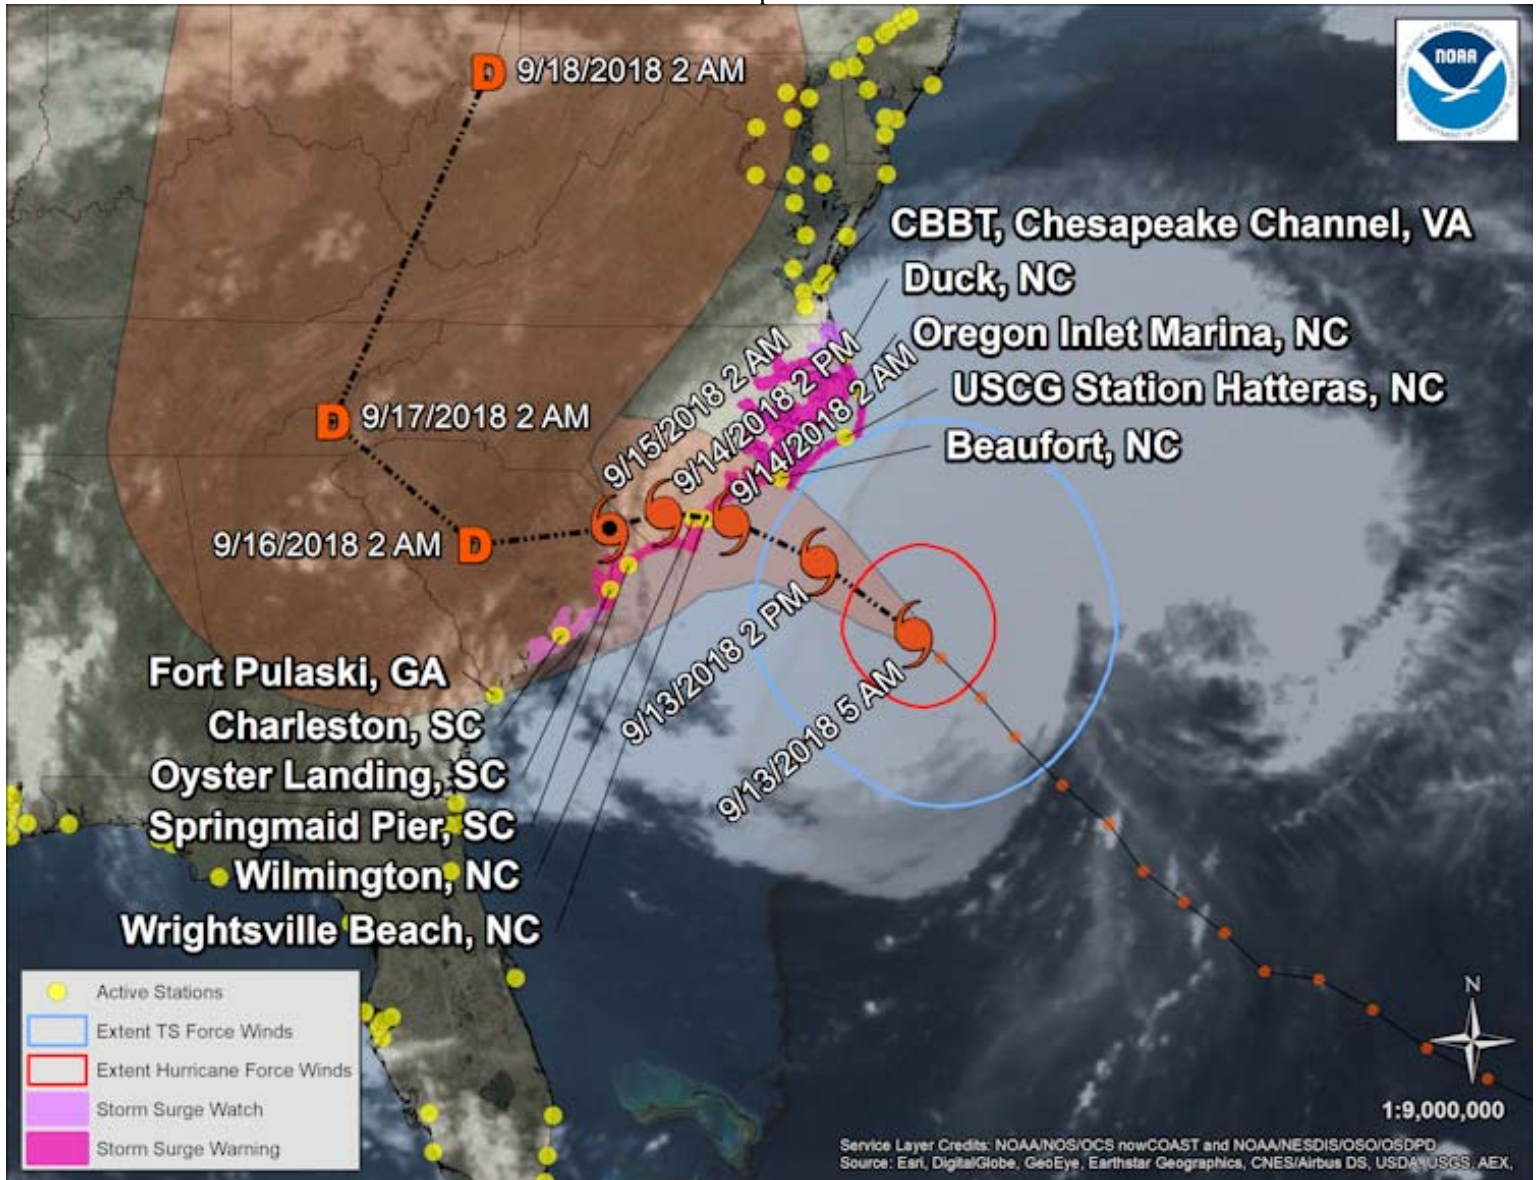 NOAA
D 9/18/2018 2 AM
CBBT, Chesapeake Channel, VA
Duck, NC
Oregon Inlet Marina, NC
USCG Station Hatteras, NC
Beaufort, NC
9/15/2018 2 AM
9/14/2018 2 PM
9/14/2018 2 AM
D 9/17/2018 2 AM
9/16/2018 2 AM D
9/13/2018 2 PM
9/13/2018 5 AM
Fort Pulaski, GA
Charleston, SC
Oyster Landing, SC
Springmaid Pier, SC
Wilmington, NC
Wrightsville Beach, NC
Active Stations
Extent TS Force Winds
Extent Hurricane Force Winds
Storm Surge Watch
Storm Surge Warning
N
1:9,000,000
Service Layer Credits: NOAA/NOS/OCS nowCOAST and NOAA/NESDIS/OSO/OSDPD
Source: Esri, DigitalGlobe, GeoEye, Earthstar Geographics, CNES/Airbus DS, USDA, USGS, AEX,